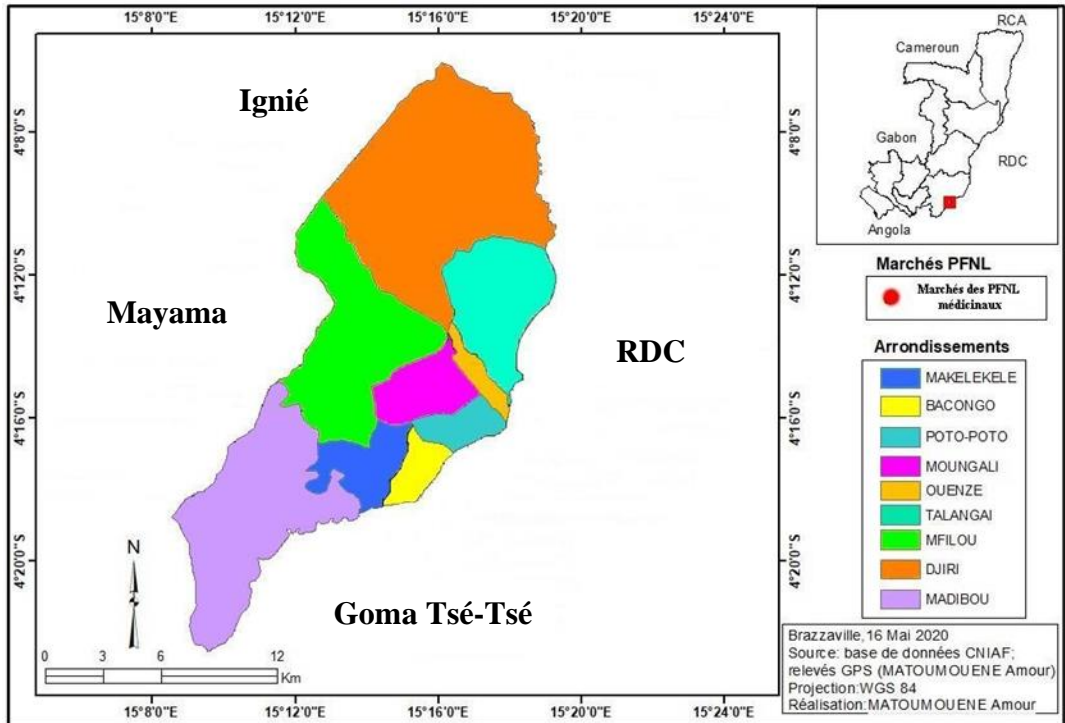 15°8'0"E
15°12'0"E
15°16'0"E
15°20'0"E
15°24'0"E
4°8'0"S
4°12'0"S
4°16'0"S
4°20'0"S
4°8'0"S
4°12'0"S
4°16'0"S
4°20'0"S
Ignié
Mayama
RDC
Goma Tsé-Tsé
N
0 3 6 12
Km
15°8'0"E
15°12'0"E
15°16'0"E
15°20'0"E
15°24'0"E
RCA
Cameroun
Gabon
RDC
Angola
Marchés PFNL
Marchés des PFNL
médicinaux
Arrondissements
MAKELEKELE
BACONGO
POTO-POTO
MOUNGALI
OUENZE
TALANGAI
MFILOU
DJIRI
MADIBOU
Brazzaville,16 Mai 2020
Source: base de données CNIAF;
relevés GPS (MATOUMOUENE Amour)
Projection:WGS 84
Réalisation:MATOUMOUENE Amour